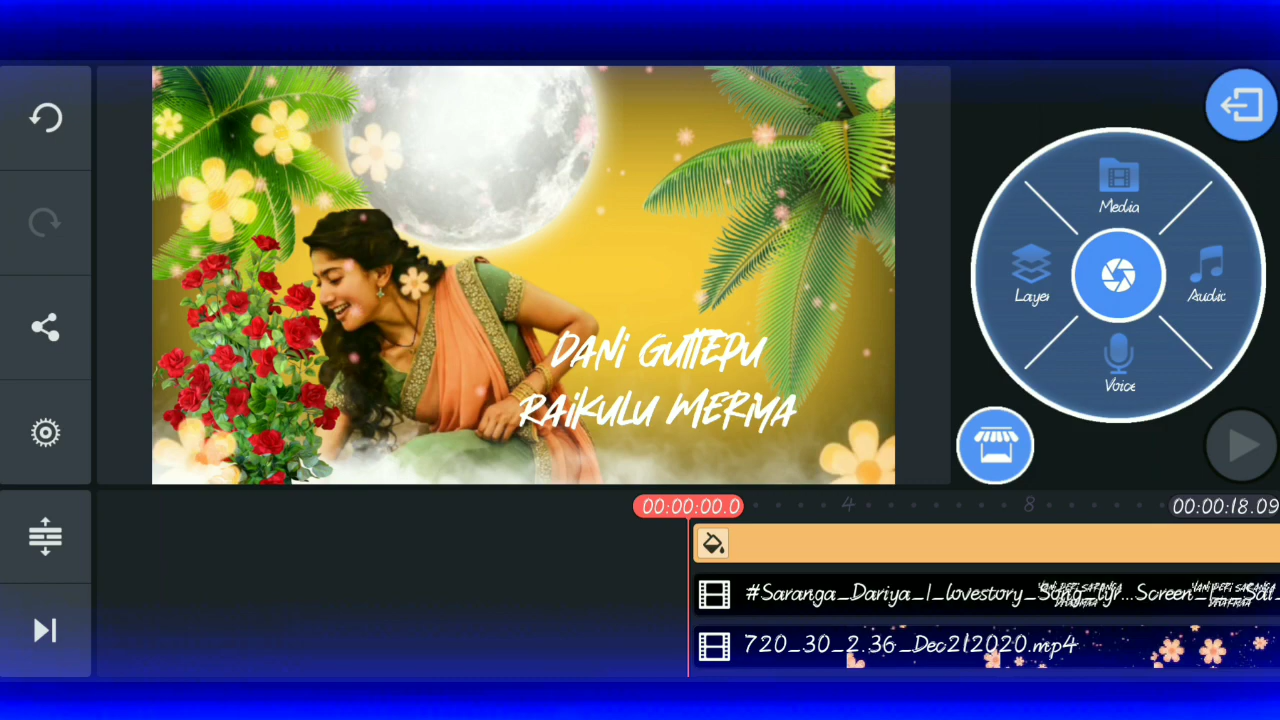 Media
Layer
Audio
Voice
DANi GUTTEPU
RAiKULU MERiYA
00:00:00.0
4
8
00:00:18.09
#Saranga_Dariya_|_lovestory_Song_lyr...Screen_
720_30_2.36_Dec212020.mp4